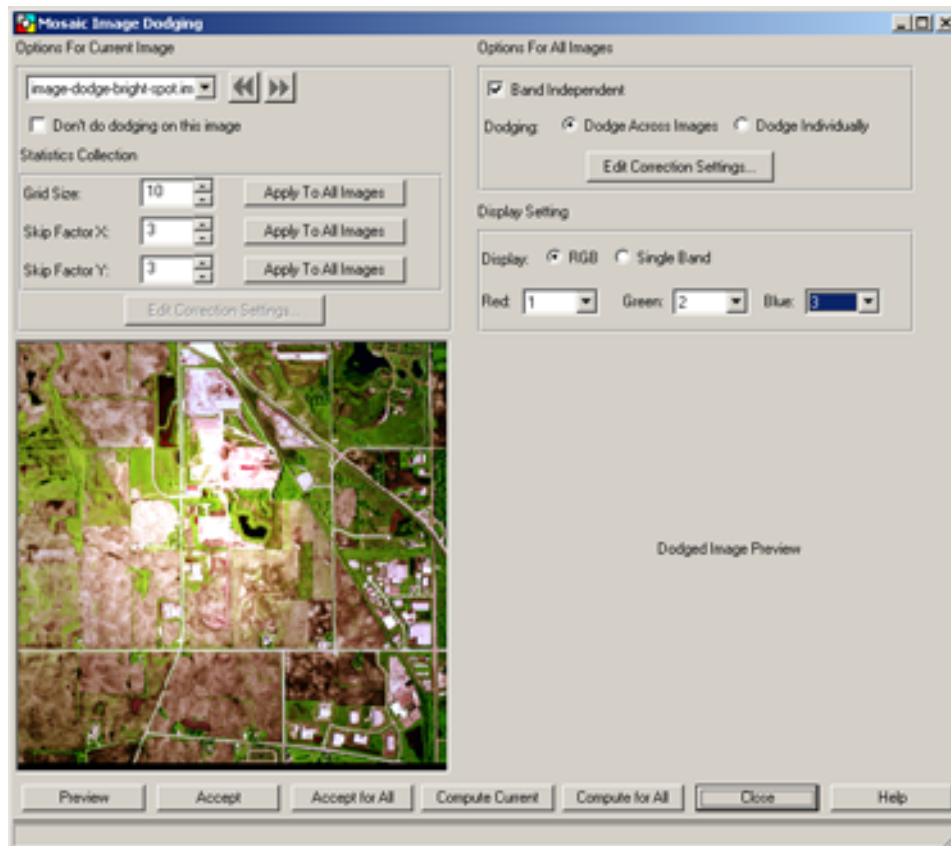 Mosaic Image Dodging
Options For Current Image
image-dodge-bright-spot.im
Don't do dodging on this image
Statistics Collection
Grid Size: 10 Apply To All Images
Skip Factor X: 3 Apply To All Images
Skip Factor Y: 3 Apply To All Images
Edit Correction Settings...
Options For All Images
Band Independent
Dodging: Dodge Across Images Dodge Individually
Edit Correction Settings...
Display Setting
Display: RGB Single Band
Red: 1 Green: 2 Blue: 3
Dodged Image Preview
Preview Accept Accept for All Compute Current Compute for All Close Help